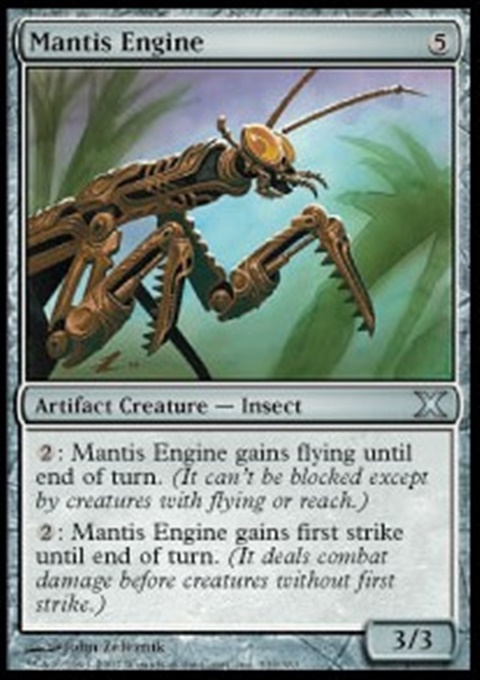 Mantis Engine 5
Artifact Creature — Insect X
2: Mantis Engine gains flying until
end of turn. (It can't be blocked except
by creatures with flying or reach.)
2: Mantis Engine gains first strike
until end of turn. (It deals combat
damage before creatures without first
strike.)
John Zeleznik
3/3